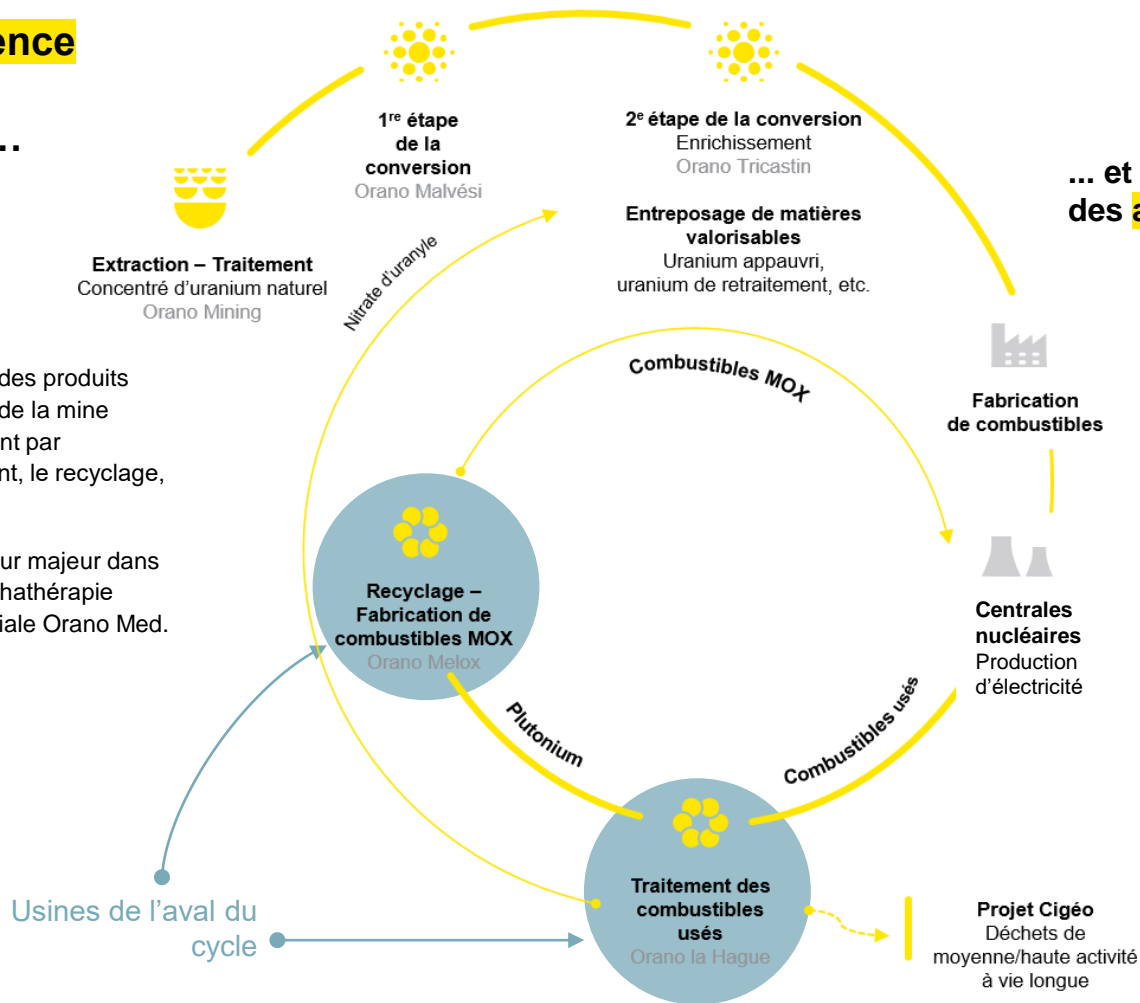 ence
…
1re étape
de la
conversion
Orano Malvési
2e étape de la conversion
Enrichissement
Orano Tricastin
Entreposage de matières
valorisables
Uranium appauvri,
uranium de retraitement, etc.
... et
des a
Extraction – Traitement
Concentré d’uranium naturel
Orano Mining
Nitrate d’uranyle
Combustibles MOX
des produits
de la mine
nt par
nt, le recyclage,
ur majeur dans
hathérapie
iale Orano Med.
Fabrication
de combustibles
Centrales
nucléaires
Production
d’électricité
Recyclage –
Fabrication de
combustibles MOX
Orano Melox
Plutonium
Combustibles usés
Usines de l’aval du
cycle
Traitement des
combustibles
usés
Orano la Hague
Projet Cigéo
Déchets de
moyenne/haute activité
à vie longue